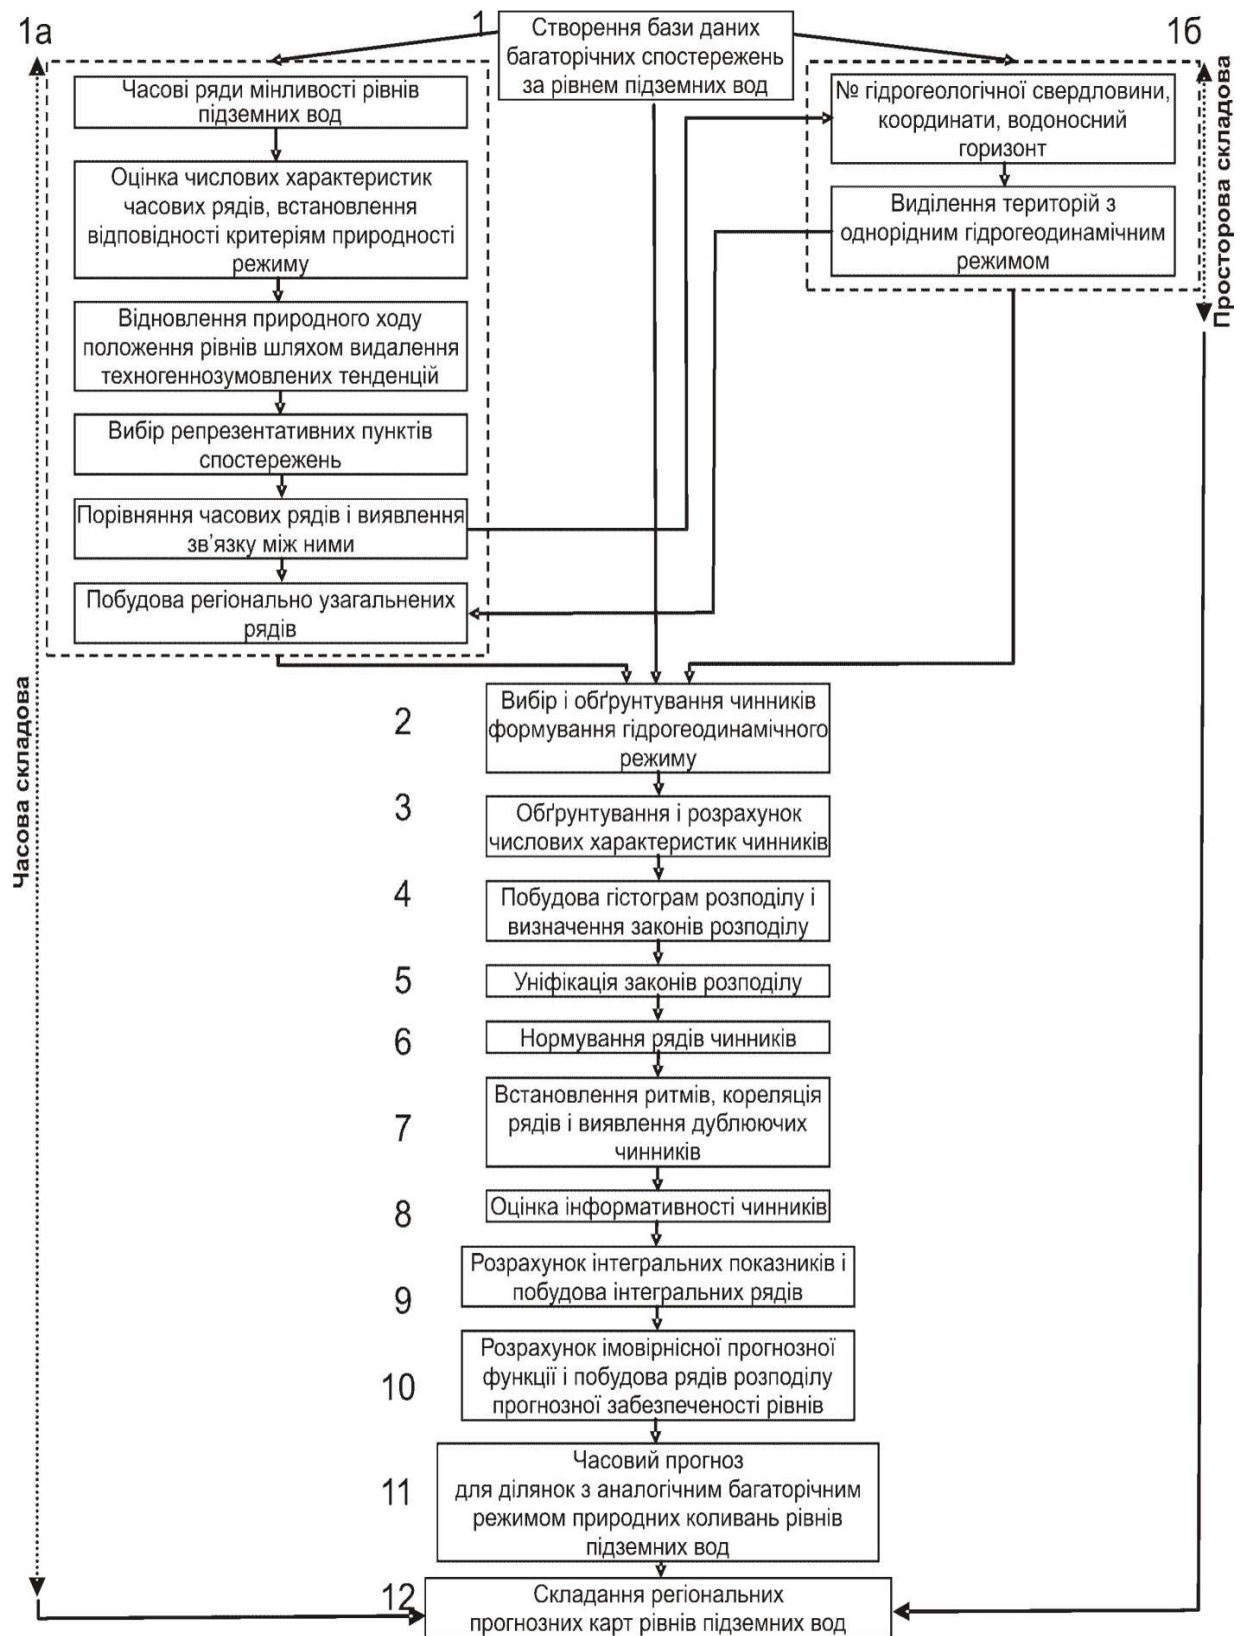 1а
1
1б
Створення бази даних
багаторічних спостережень
за рівнем підземних вод
Часові ряди мінливості рівнів
підземних вод
Оцінка числових характеристик
часових рядів, встановлення
відповідності критеріям природності
режиму
Відновлення природного ходу
положення рівнів шляхом видалення
техногеннозумовлених тенденцій
Вибір репрезентативних пунктів
спостережень
Порівняння часових рядів і виявлення
зв’язку між ними
Побудова регіонально узагальнених
рядів
№ гідрогеологічної свердловини,
координати, водоносний
горизонт
Виділення територій з
однорідним гідрогеодинамічним
режимом
Просторова складова
Часова складова
2
Вибір і обґрунтування чинників
формування гідрогеодинамічного
режиму
3
Обґрунтування і розрахунок
числових характеристик чинників
4
Побудова гістограм розподілу і
визначення законів розподілу
5
Уніфікація законів розподілу
6
Нормування рядів чинників
7
Встановлення ритмів, кореляція
рядів і виявлення дублюючих
чинників
8
Оцінка інформативності чинників
9
Розрахунок інтегральних показників і
побудова інтегральних рядів
10
Розрахунок імовірнісної прогнозної
функції і побудова рядів розподілу
прогнозної забезпеченості рівнів
11
Часовий прогноз
для ділянок з аналогічним багаторічним
режимом природних коливань рівнів
підземних вод
12
Складання регіональних
прогнозних карт рівнів підземних вод